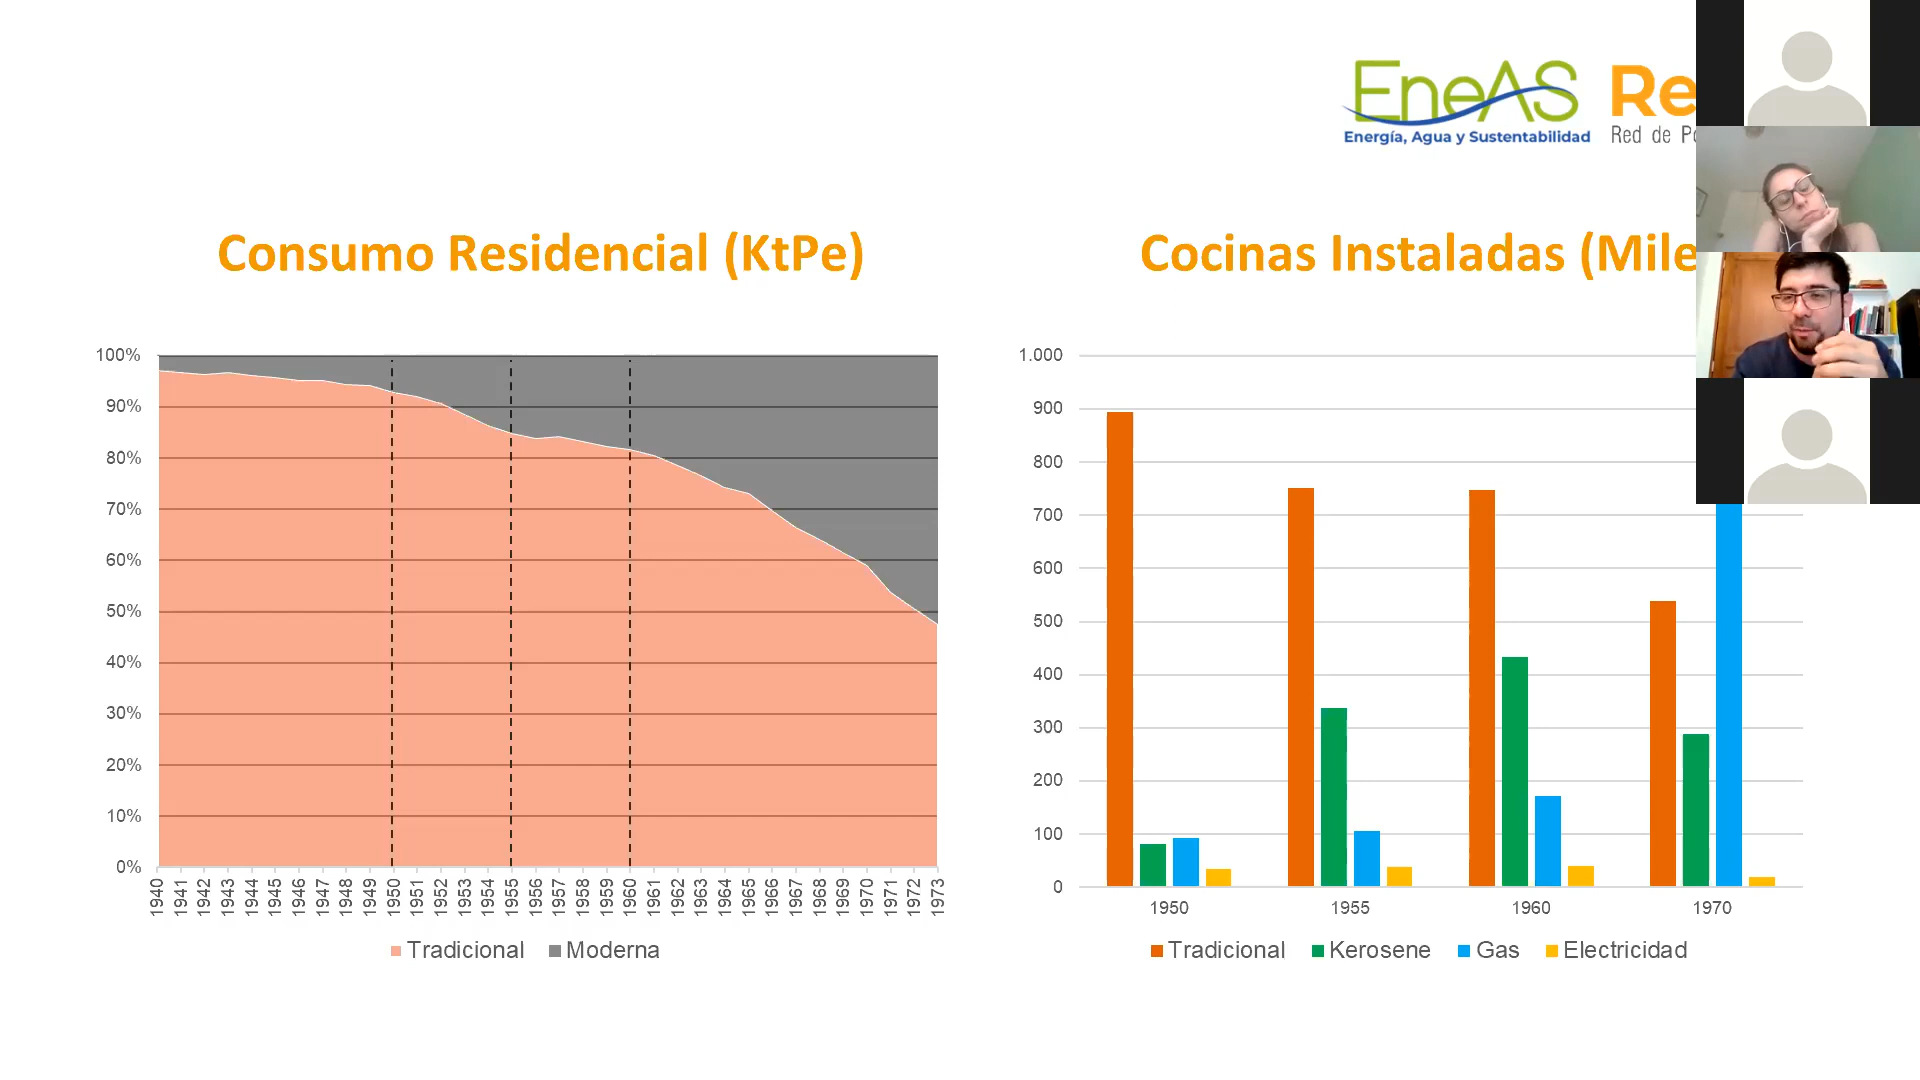 EneAS
Energía, Agua y Sustentabilidad
Red de
Consumo Residencial (KtPe)
100%
90%
80%
70%
60%
50%
40%
30%
20%
10%
0%
1940 1941 1942 1943 1944 1945 1946 1947 1948 1949 1950 1951 1952 1953 1954 1955 1956 1957 1958 1959 1960 1961 1962 1963 1964 1965 1966 1967 1968 1969 1970 1971 1972 1973
Tradicional Moderna
Cocinas Instaladas (Mile
1.000
900
800
700
600
500
400
300
200
100
0
1950 1955 1960 1970
Tradicional Kerosene Gas Electricidad